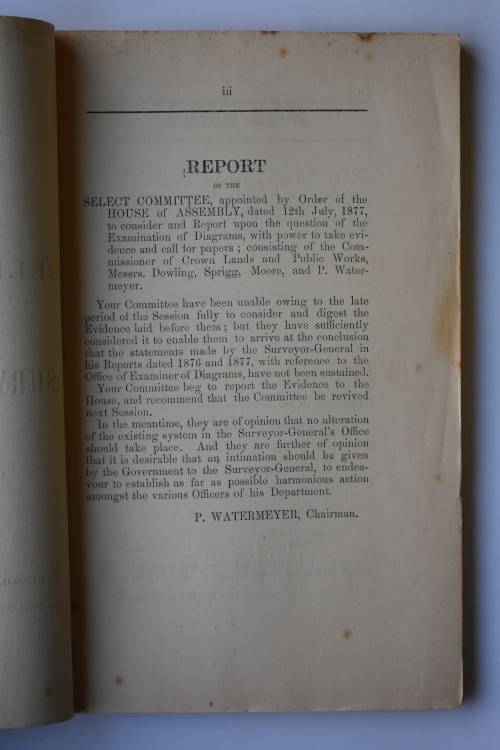 iii
REPORT
OF THE
SELECT COMMITTEE, appointed by Order of the
HOUSE of ASSEMBLY, dated 12th July, 1877,
to consider and Report upon the question of the
Examination of Diagrams, with power to take evi-
dence and call for papers ; consisting of the Com-
missioner of Crown Lands and Public Works,
Messrs. Dowling, Sprigg, Moore, and P. Water-
meyer.
Your Committee have been unable owing to the late
period of the Session fully to consider and digest the
Evidence laid before them ; but they have sufficiently
considered it to enable them to arrive at the conclusion
that the statements made by the Surveyor-General in
his Reports dated 1876 and 1877, with reference to the
Office of Examiner of Diagrams, have not been sustained.
Your Committee beg to report the Evidence to the
House, and recommend that the Committee be revived
next Session.
In the meantime, they are of opinion that no alteration
of the existing system in the Surveyor-General's Office
should take place. And they are further of opinion
that it is desirable that an intimation should be given
by the Government to the Surveyor-General, to endea-
vour to establish as far as possible harmonious action
amongst the various Officers of his Department.
P. WATERMEYER, Chairman.